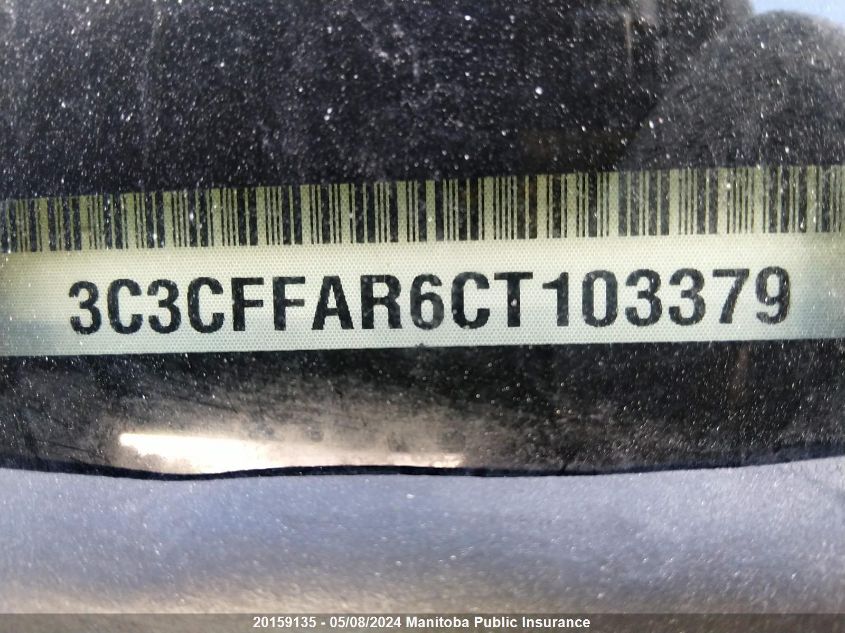 3C3CFFAR6CT103379
20159135 - 05/08/2024 Manitoba Public Insurance